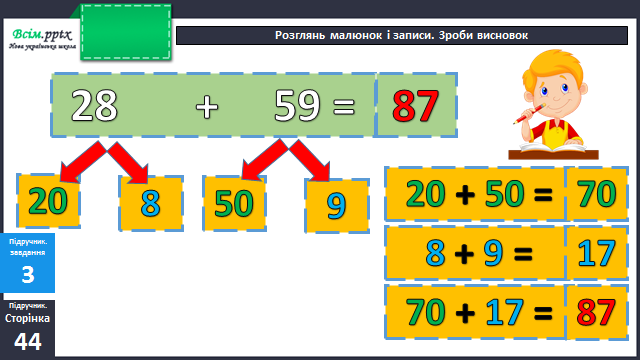 Всім.pptx
Нова українська школа
Розглянь малюнок і записи. Зроби висновок
28 + 59 = 87
20 8 50 9
20 + 50 = 70
8 + 9 = 17
70 + 17 = 87
Підручник.
завдання
3
Підручник.
Сторінка
44